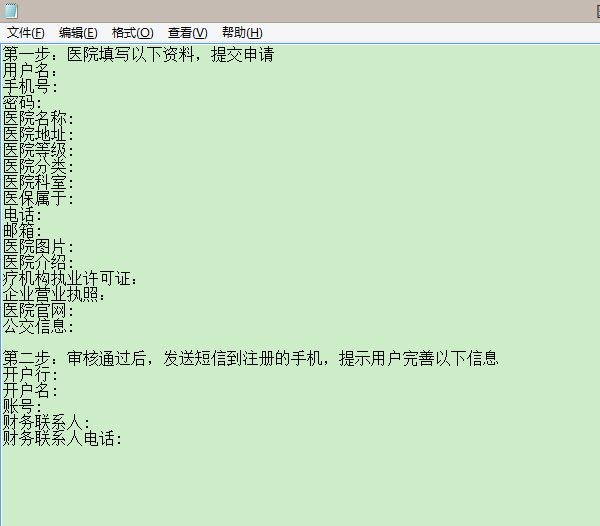 文件(F) 编辑(E) 格式(O) 查看(V) 帮助(H)
第一步：医院填写以下资料，提交申请
用户名：
手机号：
密码：
医院名称：
医院地址：
医院等级：
医院分类：
医院科室：
医保属于：
电话：
邮箱：
医院图片：
医院介绍：
疗机构执业许可证：
企业营业执照：
医院官网：
公交信息：
第二步：审核通过后，发送短信到注册的手机，提示用户完善以下信息
开户行：
开户名：
账号：
财务联系人：
财务联系人电话：